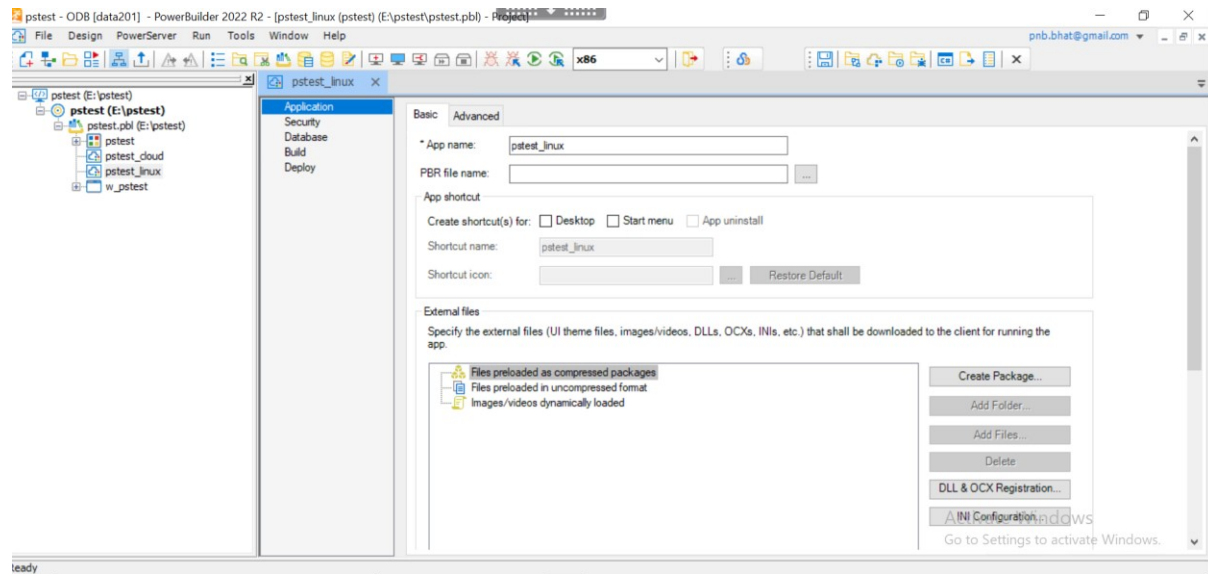 pstest - ODB [data201] - PowerBuilder 2022 R2 - [pstest_linux (pstest) (E:\pstest\pstest.pbl) - Project]
File Design PowerServer Run Tools Window Help pnb.bhat@gmail.com
x86
pstest_linux
pstest (E:\pstest)
pstest (E:\pstest)
pstest.pbl (E:\pstest)
pstest
pstest_cloud
pstest_linux
w_pstest
Application
Security
Database
Build
Deploy
Basic Advanced
* App name: pstest_linux
PBR file name: ...
App shortcut
Create shortcut(s) for: Desktop Start menu App uninstall
Shortcut name: pstest_linux
Shortcut icon: ... Restore Default
External files
Specify the external files (UI theme files, images/videos, DLLs, OCXs, INIs, etc.) that shall be downloaded to the client for running the
app.
Files preloaded as compressed packages
Files preloaded in uncompressed format
Images/videos dynamically loaded
Create Package...
Add Folder...
Add Files...
Delete
DLL & OCX Registration...
INI Configuration...
Activate Windows
Go to Settings to activate Windows.
Ready